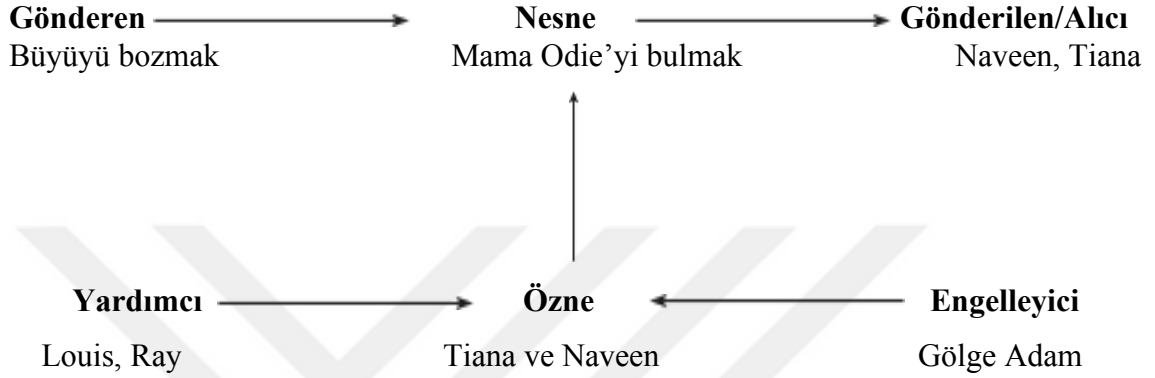 Gönderen Nesne Gönderilen/Alıcı
Büyüyü bozmak Mama Odie’yi bulmak Naveen, Tiana
Yardımcı Özne Engelleyici
Louis, Ray Tiana ve Naveen Gölge Adam